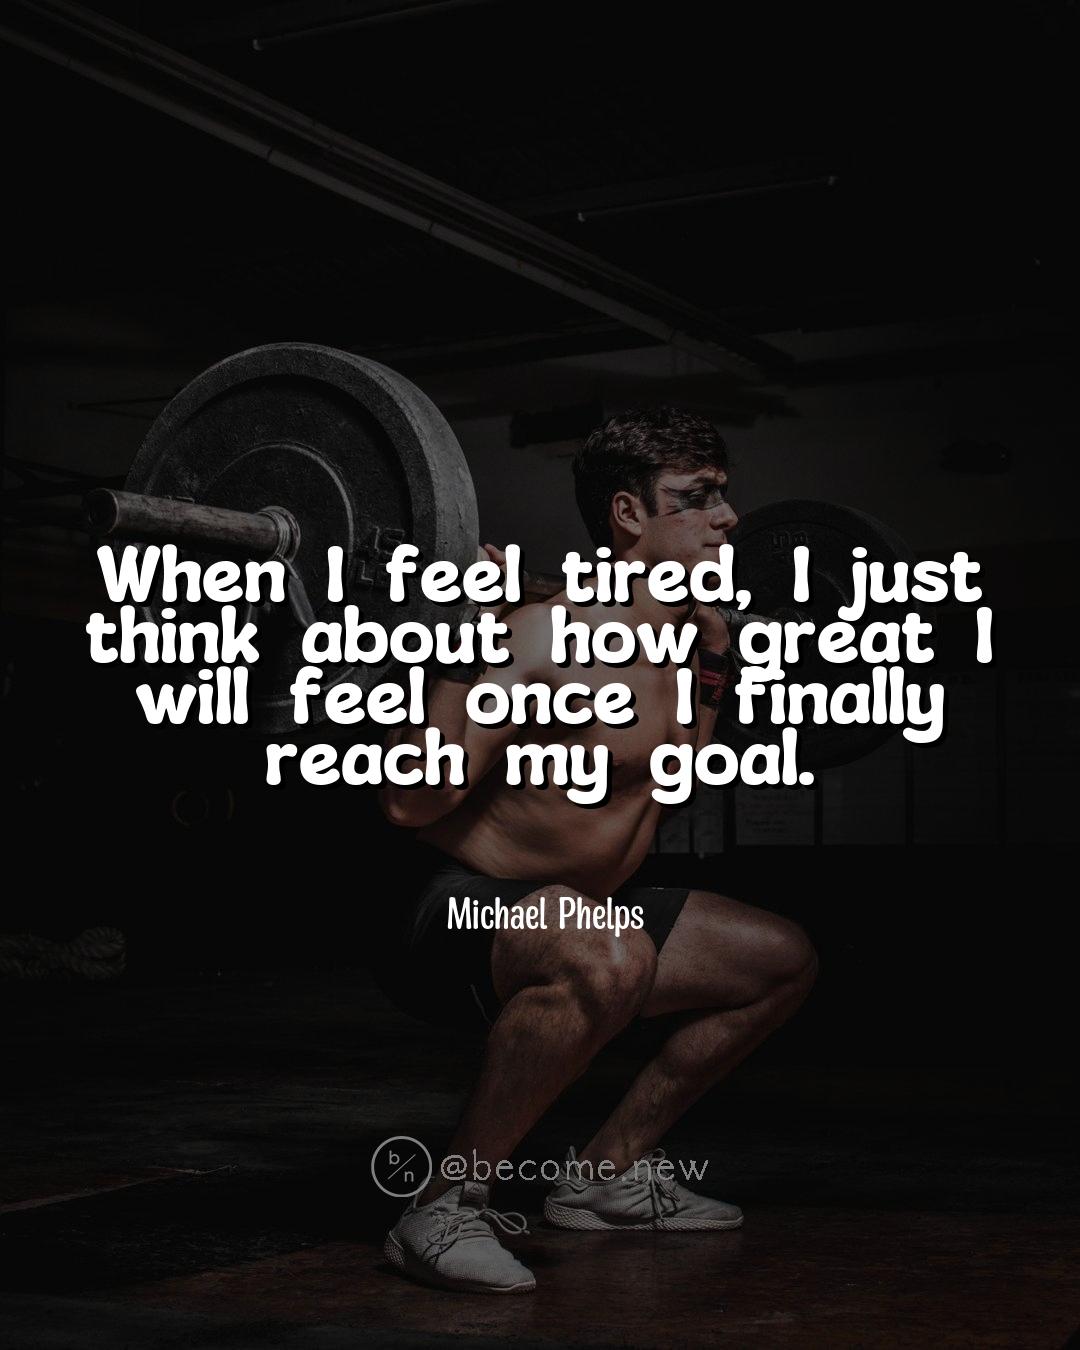 When I feel tired, I just
think about how great I
will feel once I finally
reach my goal.
Michael Phelps
b/n @become.new